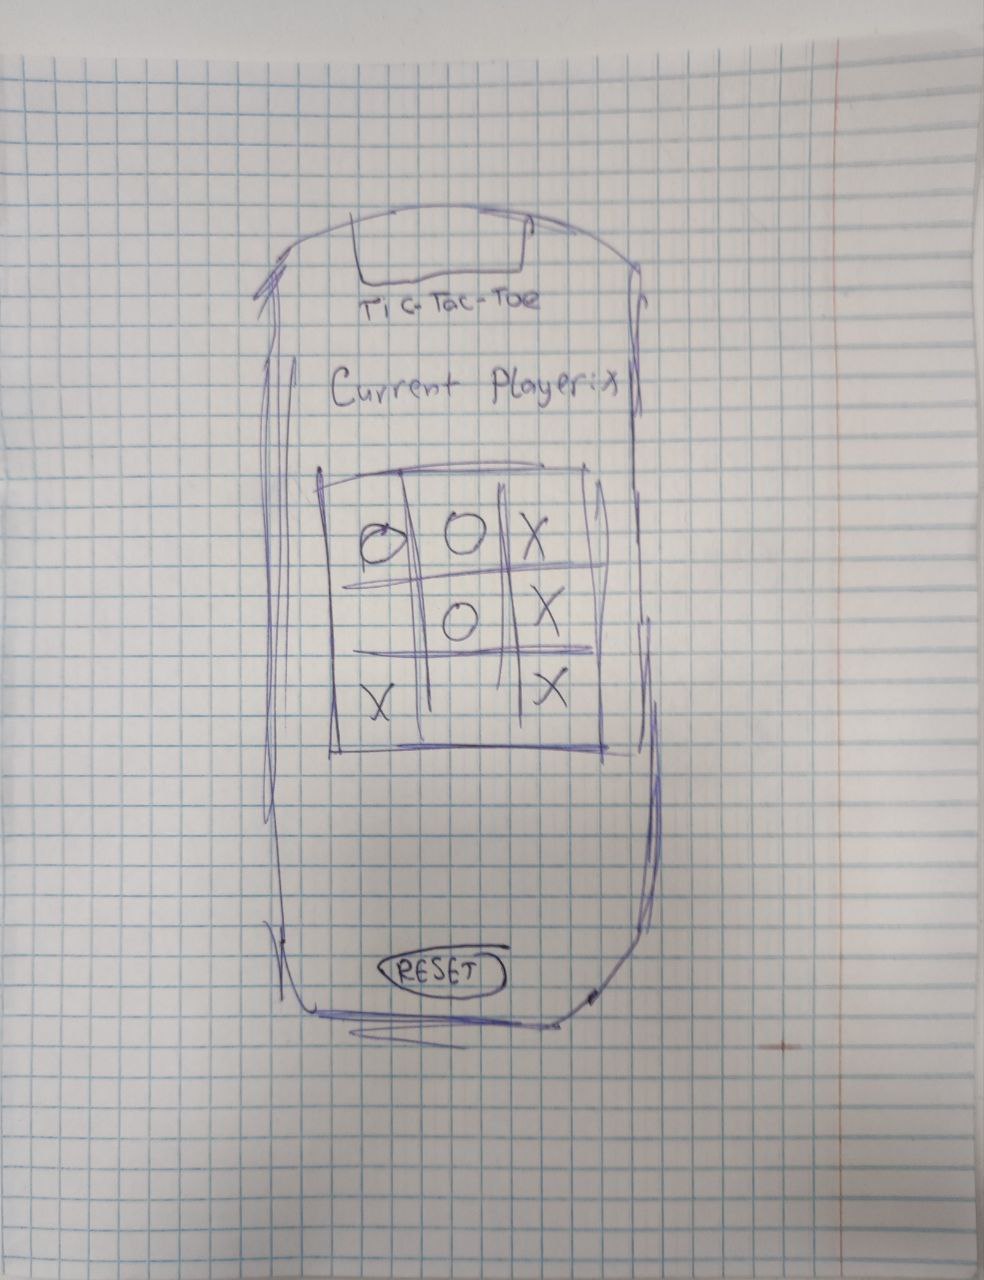 Tic-Tac-Toe
Current Player:X
O O X
O X
X X
RESET